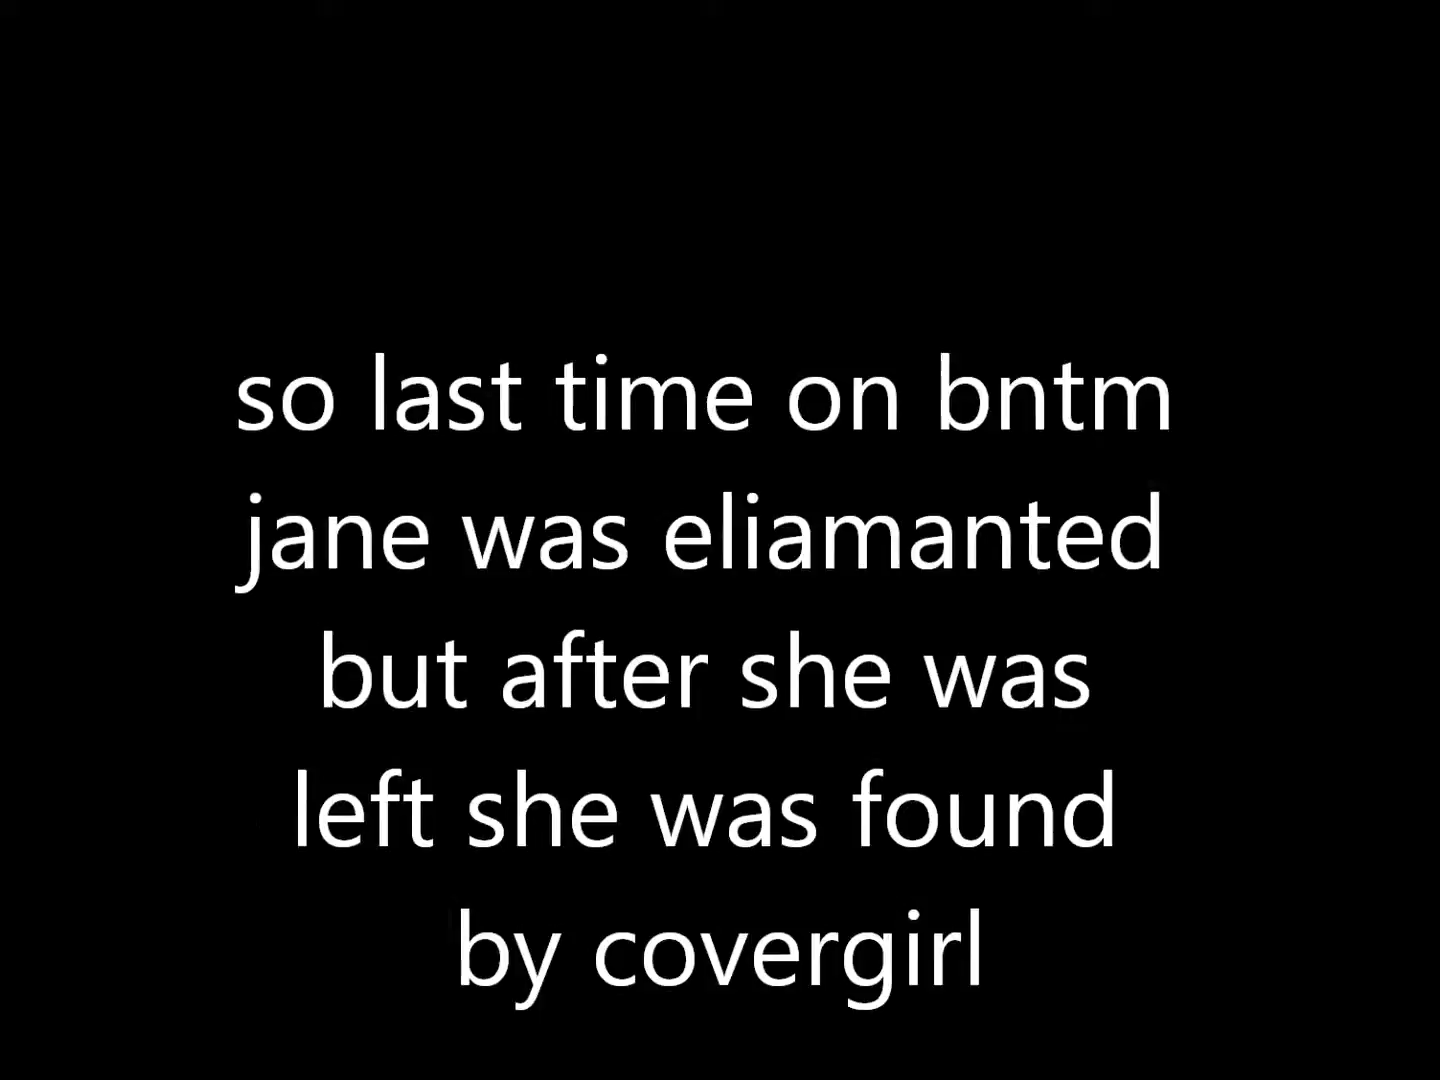 so last time on bntm
jane was eliamanted
but after she was
left she was found
by covergirl